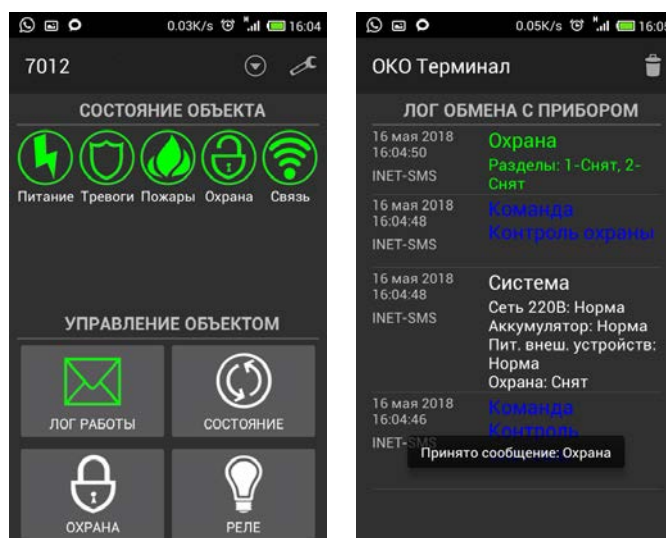 0.03K/s 16:04
7012
СОСТОЯНИЕ ОБЪЕКТА
Питание Тревоги Пожары Охрана Связь
УПРАВЛЕНИЕ ОБЪЕКТОМ
ЛОГ РАБОТЫ СОСТОЯНИЕ
ОХРАНА РЕЛЕ
0.05K/s 16:05
ОКО Терминал
ЛОГ ОБМЕНА С ПРИБОРОМ
16 мая 2018
16:04:50
INET-SMS
Охрана
Разделы: 1-Снят, 2-
Снят
16 мая 2018
16:04:48
INET-SMS
Команда
Контроль охраны
16 мая 2018
16:04:48
INET-SMS
Система
Сеть 220В: Норма
Аккумулятор: Норма
Пит. внеш. устройств:
Норма
Охрана: Снят
16 мая 2018
16:04:46
INET-SMS
Команда
Контроль
Принято сообщение: Охрана